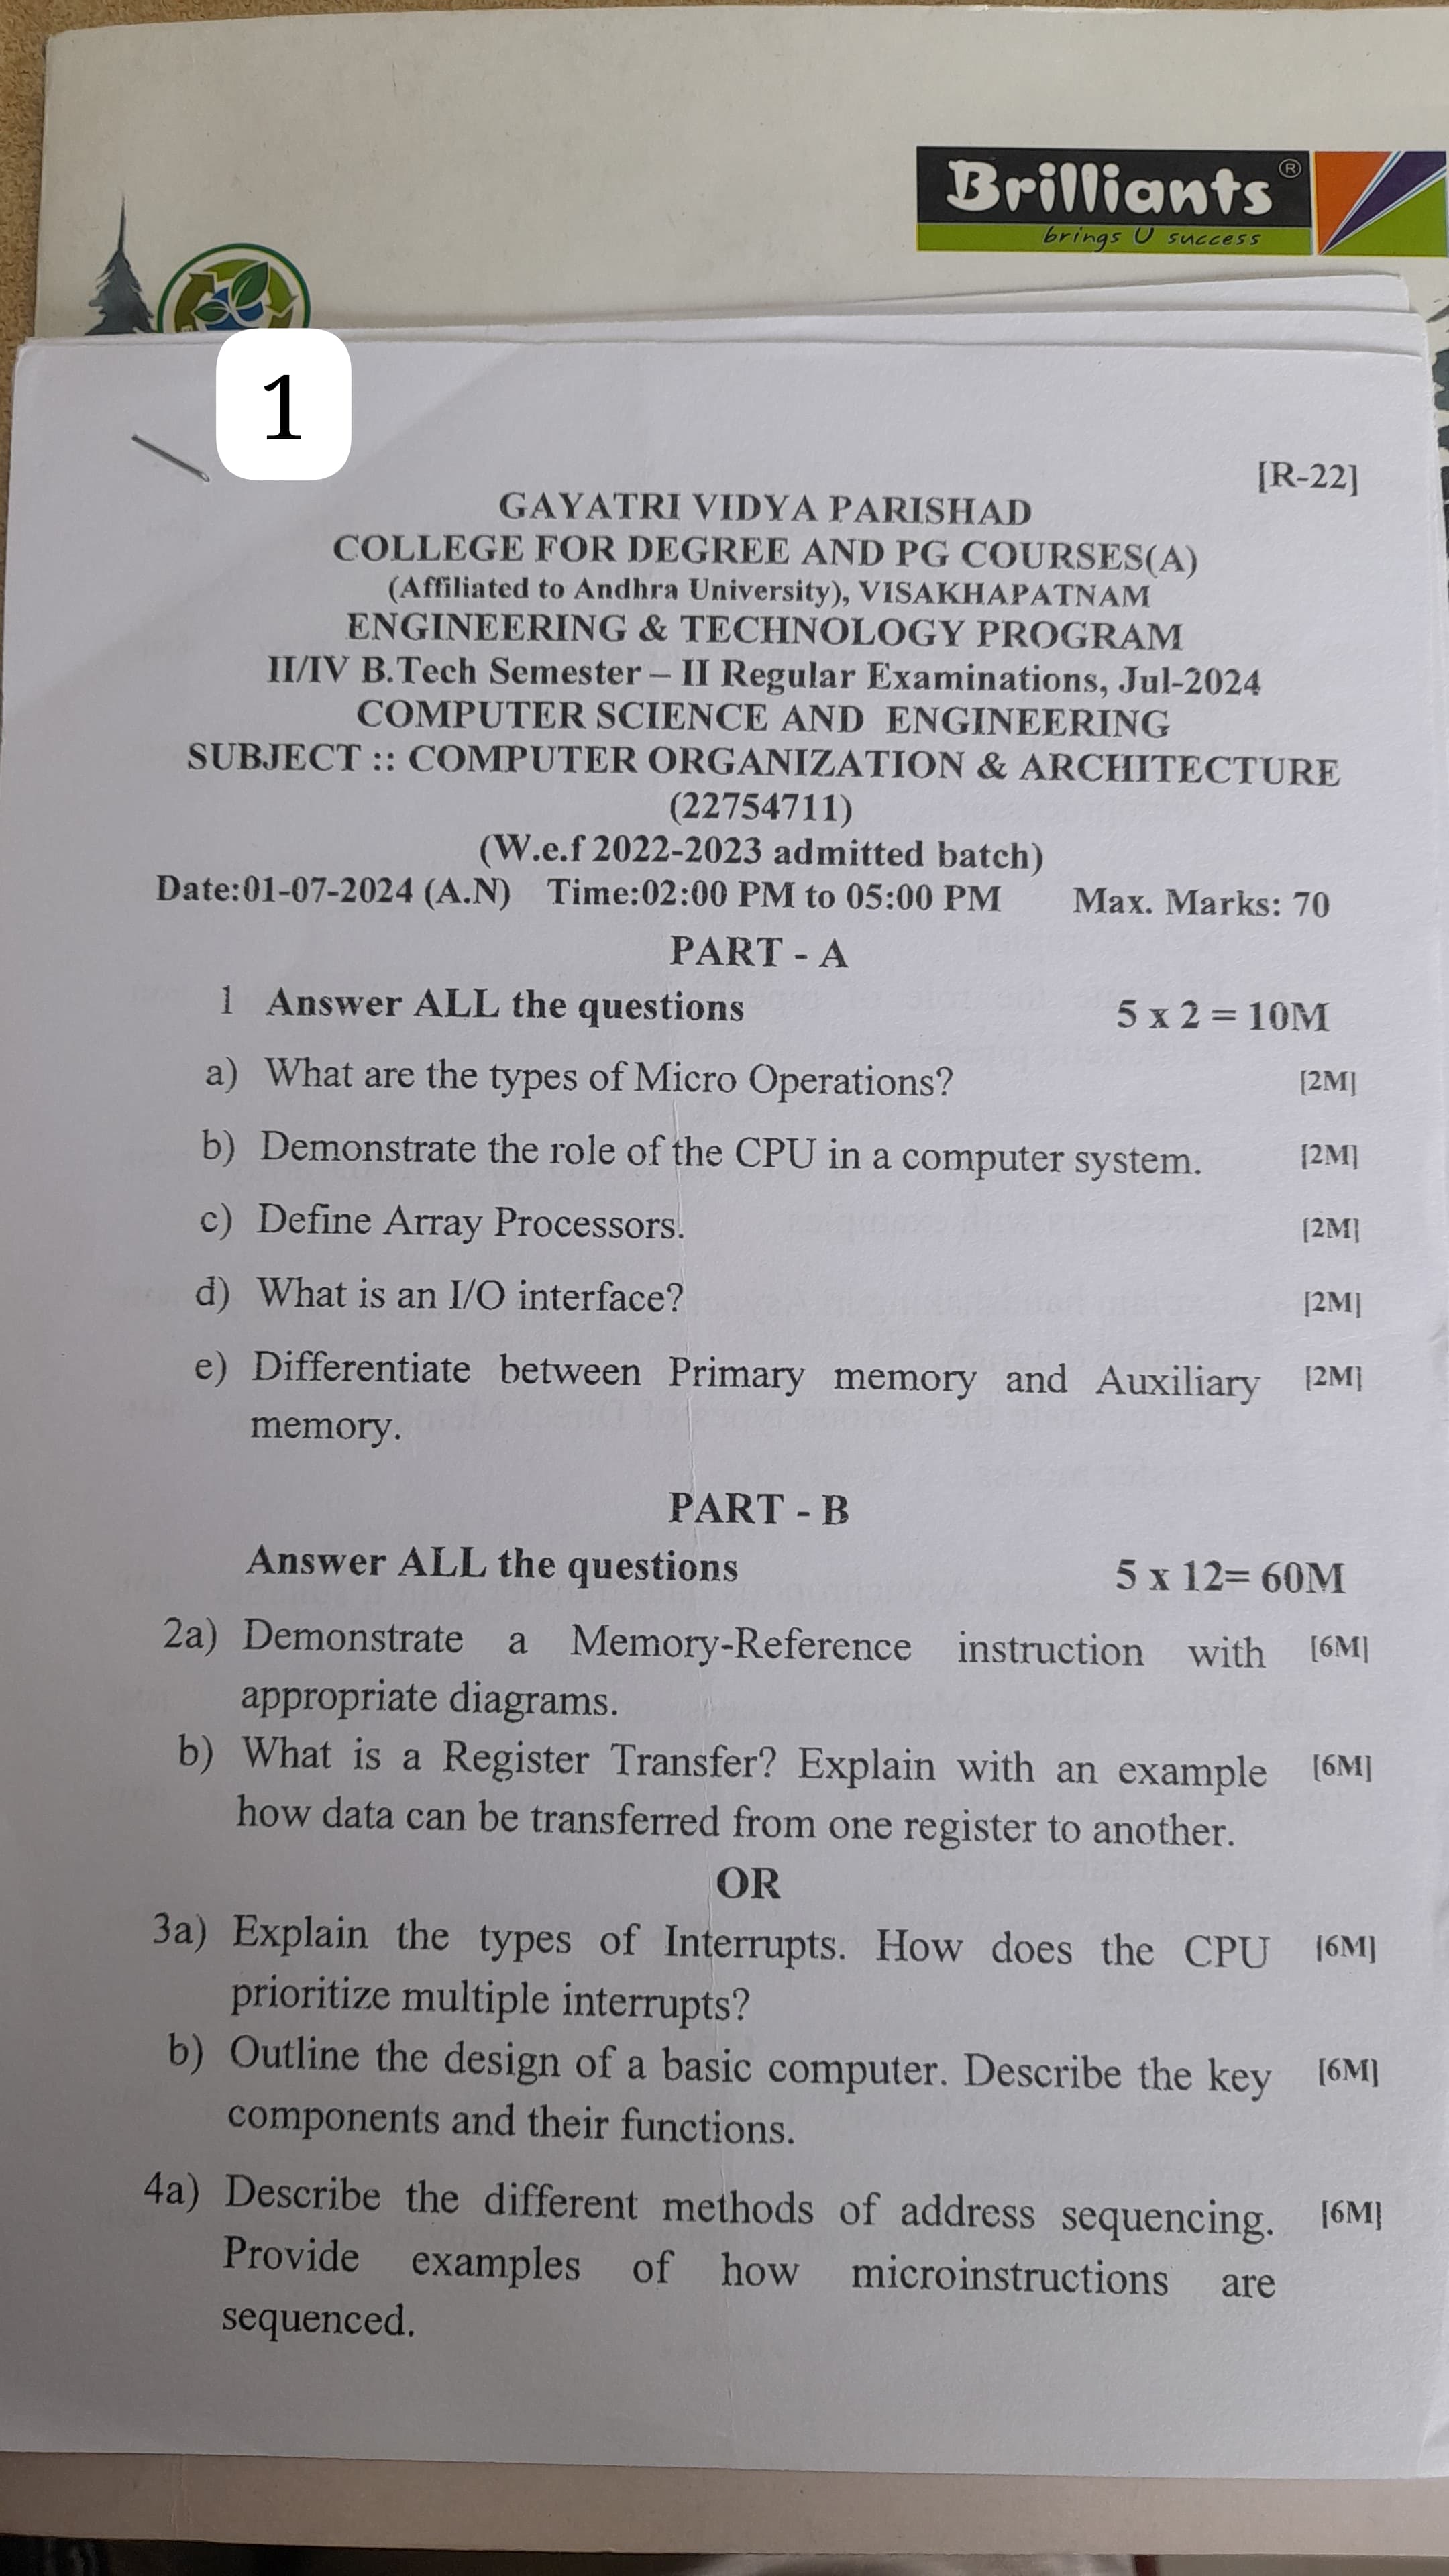 Brilliants ®
brings U success
1
[R-22]
GAYATRI VIDYA PARISHAD
COLLEGE FOR DEGREE AND PG COURSES(A)
(Affiliated to Andhra University), VISAKHAPATNAM
ENGINEERING & TECHNOLOGY PROGRAM
II/IV B.Tech Semester – II Regular Examinations, Jul-2024
COMPUTER SCIENCE AND ENGINEERING
SUBJECT :: COMPUTER ORGANIZATION & ARCHITECTURE
(22754711)
(W.e.f 2022-2023 admitted batch)
Date:01-07-2024 (A.N) Time:02:00 PM to 05:00 PM Max. Marks: 70
PART - A
1 Answer ALL the questions 5 x 2 = 10M
a) What are the types of Micro Operations? [2M]
b) Demonstrate the role of the CPU in a computer system. [2M]
c) Define Array Processors. [2M]
d) What is an I/O interface? [2M]
e) Differentiate between Primary memory and Auxiliary [2M]
memory.
PART - B
Answer ALL the questions 5 x 12= 60M
2a) Demonstrate a Memory-Reference instruction with [6M]
appropriate diagrams.
b) What is a Register Transfer? Explain with an example [6M]
how data can be transferred from one register to another.
OR
3a) Explain the types of Interrupts. How does the CPU [6M]
prioritize multiple interrupts?
b) Outline the design of a basic computer. Describe the key [6M]
components and their functions.
4a) Describe the different methods of address sequencing. [6M]
Provide examples of how microinstructions are
sequenced.